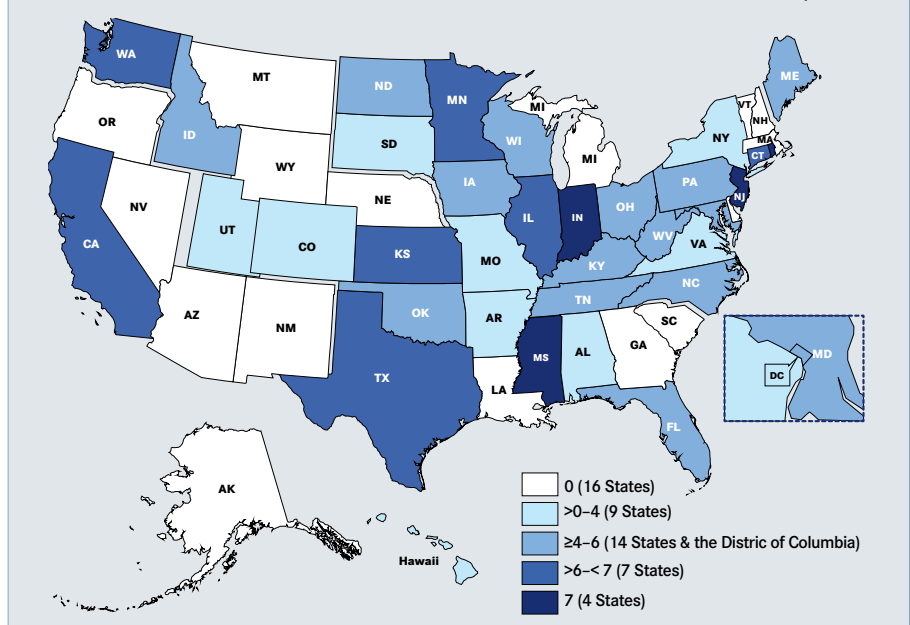 WA
MT
ND
MN
ME
OR
ID
SD
WI
MI
VT
NH
NY
MA
CT
WY
MI
IA
PA
NJ
NV
NE
IL
IN
OH
UT
CO
WV
VA
CA
KS
MO
KY
NC
AZ
NM
OK
AR
TN
SC
MS
AL
GA
TX
LA
MD
DC
FL
AK
Hawaii
0 (16 States)
>0–4 (9 States)
≥4–6 (14 States & the Distric of Columbia)
>6–< 7 (7 States)
7 (4 States)